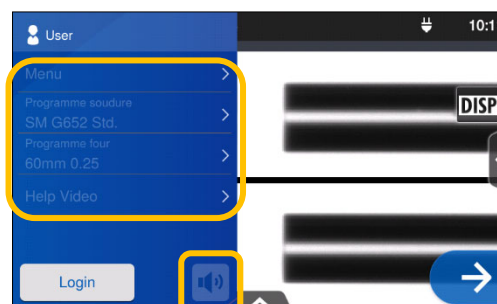 User
10:1
Menu
Programme soudure
SM G652 Std.
DISP
Programme four
60mm 0.25
Help Video
Login